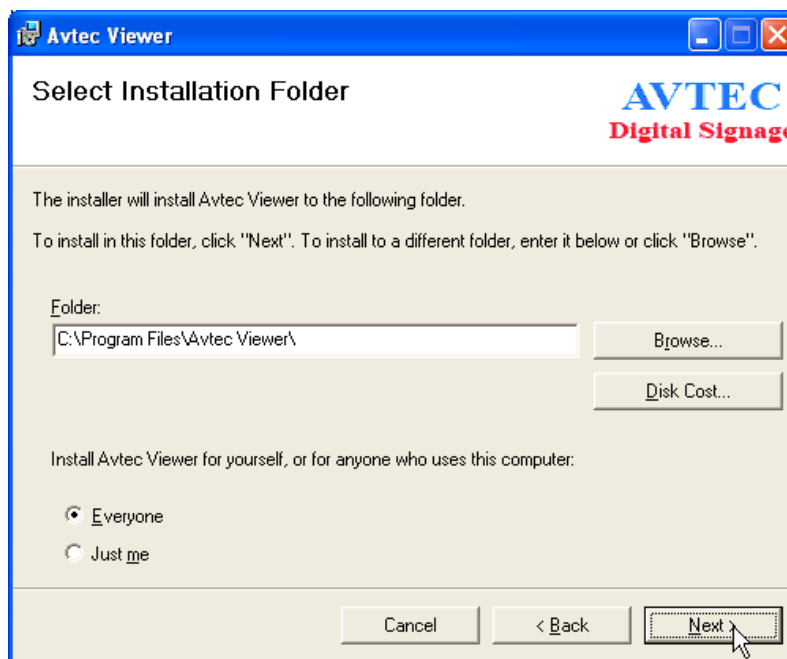 Avtec Viewer
Select Installation Folder
AVTEC
Digital Signage
The installer will install Avtec Viewer to the following folder.
To install in this folder, click "Next". To install to a different folder, enter it below or click "Browse".
Folder:
C:\Program Files\Avtec Viewer\
Browse...
Disk Cost...
Install Avtec Viewer for yourself, or for anyone who uses this computer:
Everyone
Just me
Cancel
< Back
Next >